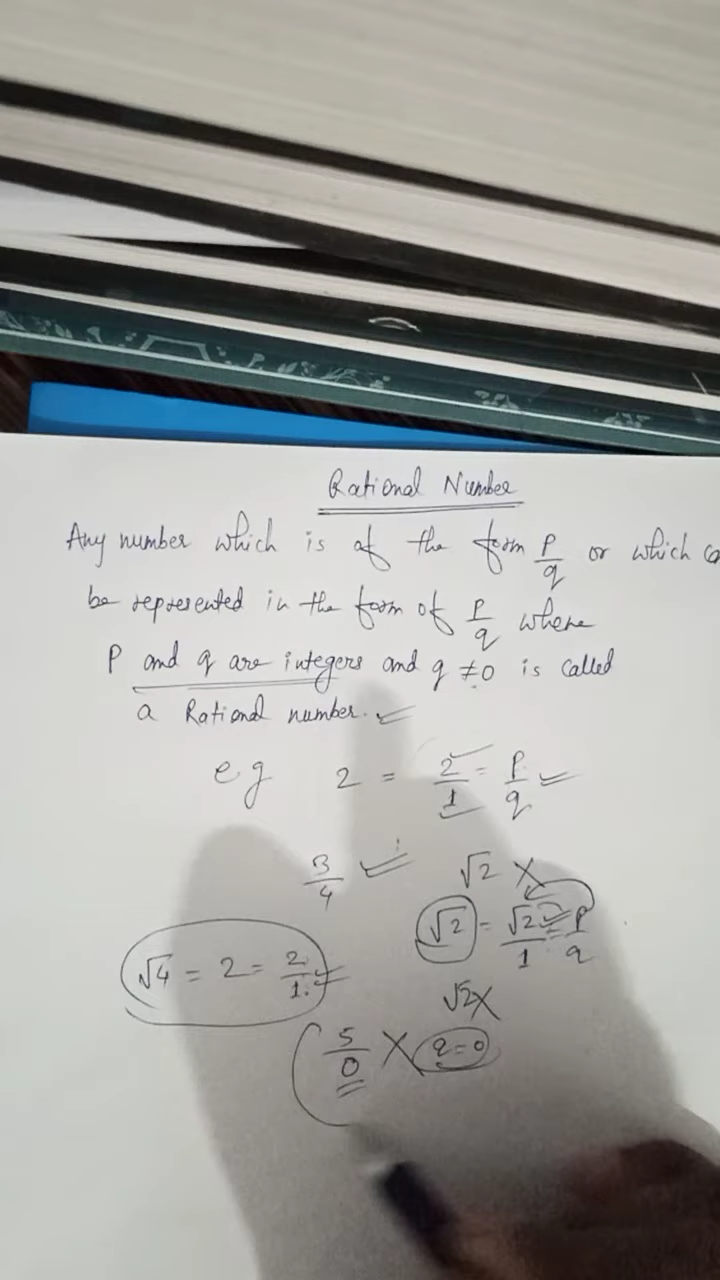 Rational Number
Any number which is of the form P/q or which
be represented in the form of P/q where
P and q are integers and q ≠ 0 is called
a Rational number. ✓
eg 2 = 2/1 = P/q ✓
3/4 ✓ √2 ×
√2 = √2/1 = P/q
√4 = 2 = 2/1 ✓
√2 ×
5/0 × q=0